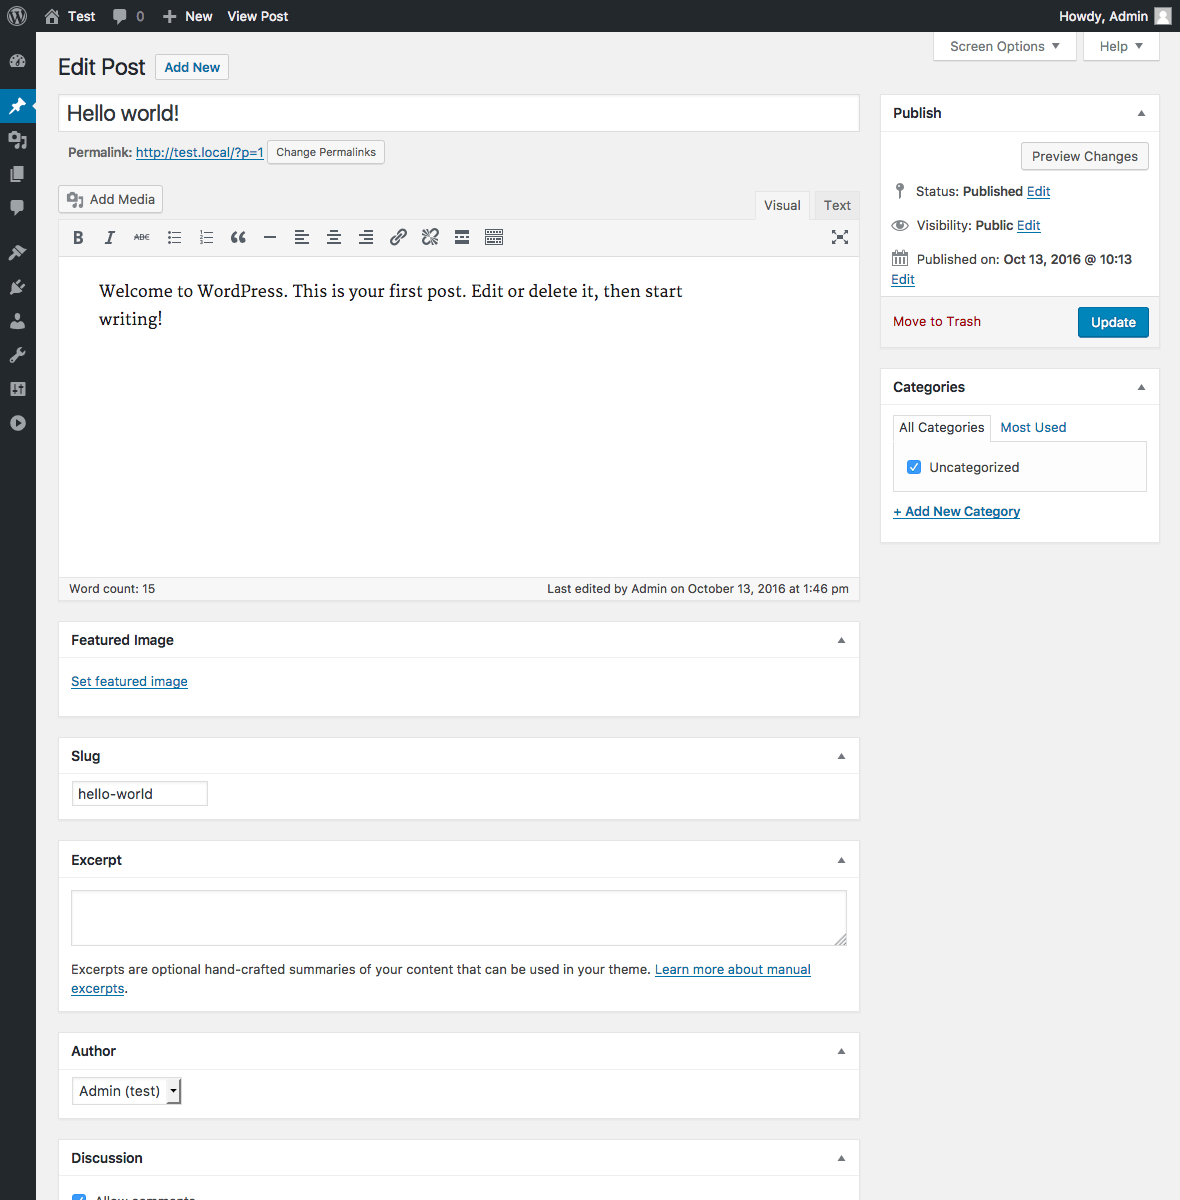 Test 0 New View Post Howdy, Admin
Screen Options Help
Edit Post Add New
Hello world!
Permalink: http://test.local/?p=1 Change Permalinks
Add Media
Visual Text
B I ABC
Welcome to WordPress. This is your first post. Edit or delete it, then start
writing!
Word count: 15 Last edited by Admin on October 13, 2016 at 1:46 pm
Featured Image
Set featured image
Slug
hello-world
Excerpt
Excerpts are optional hand-crafted summaries of your content that can be used in your theme. Learn more about manual
excerpts.
Author
Admin (test)
Discussion
Allow comments
Publish
Preview Changes
Status: Published Edit
Visibility: Public Edit
Published on: Oct 13, 2016 @ 10:13
Edit
Move to Trash Update
Categories
All Categories Most Used
Uncategorized
+ Add New Category